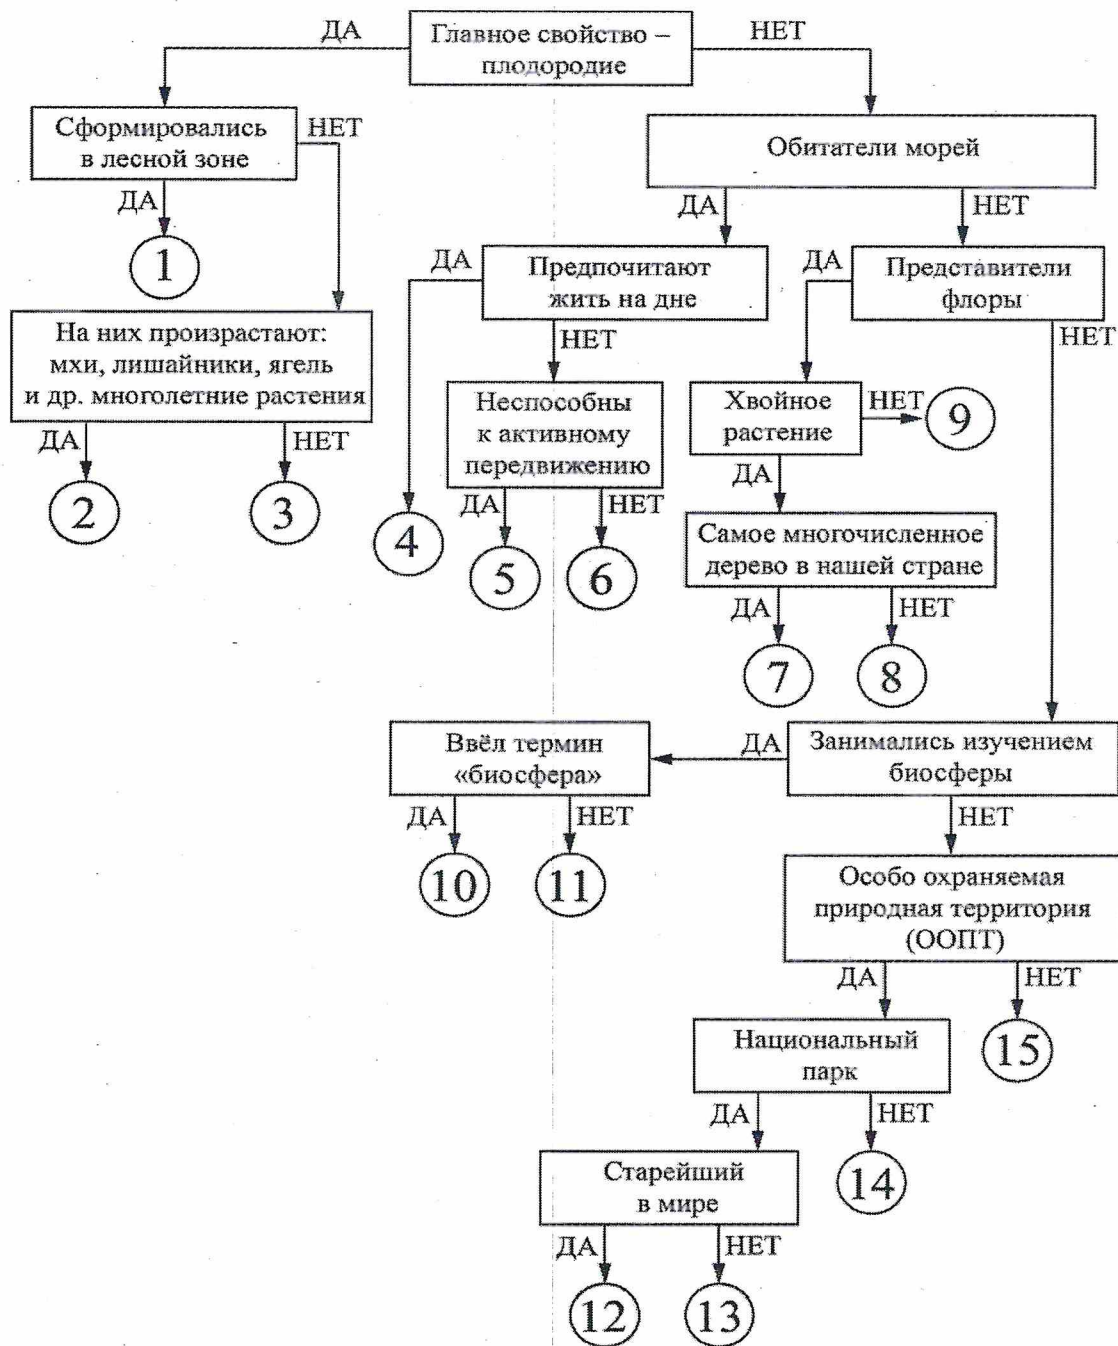 ДА
Главное свойство –
плодородие
НЕТ
Сформировались
в лесной зоне
НЕТ
Обитатели морей
ДА
1
ДА
НЕТ
ДА
Предпочитают
жить на дне
ДА
Представители
флоры
На них произрастают:
мхи, лишайники, ягель
и др. многолетние растения
НЕТ
НЕТ
Неспособны
к активному
передвижению
Хвойное
растение
НЕТ
9
ДА
НЕТ
2
3
4
ДА
НЕТ
5
6
ДА
Самое многочисленное
дерево в нашей стране
ДА
НЕТ
7
8
Ввёл термин
«биосфера»
ДА
Занимались изучением
биосферы
ДА
НЕТ
10
11
НЕТ
Особо охраняемая
природная территория
(ООПТ)
ДА
НЕТ
Национальный
парк
15
ДА
НЕТ
14
Старейший
в мире
ДА
НЕТ
12
13